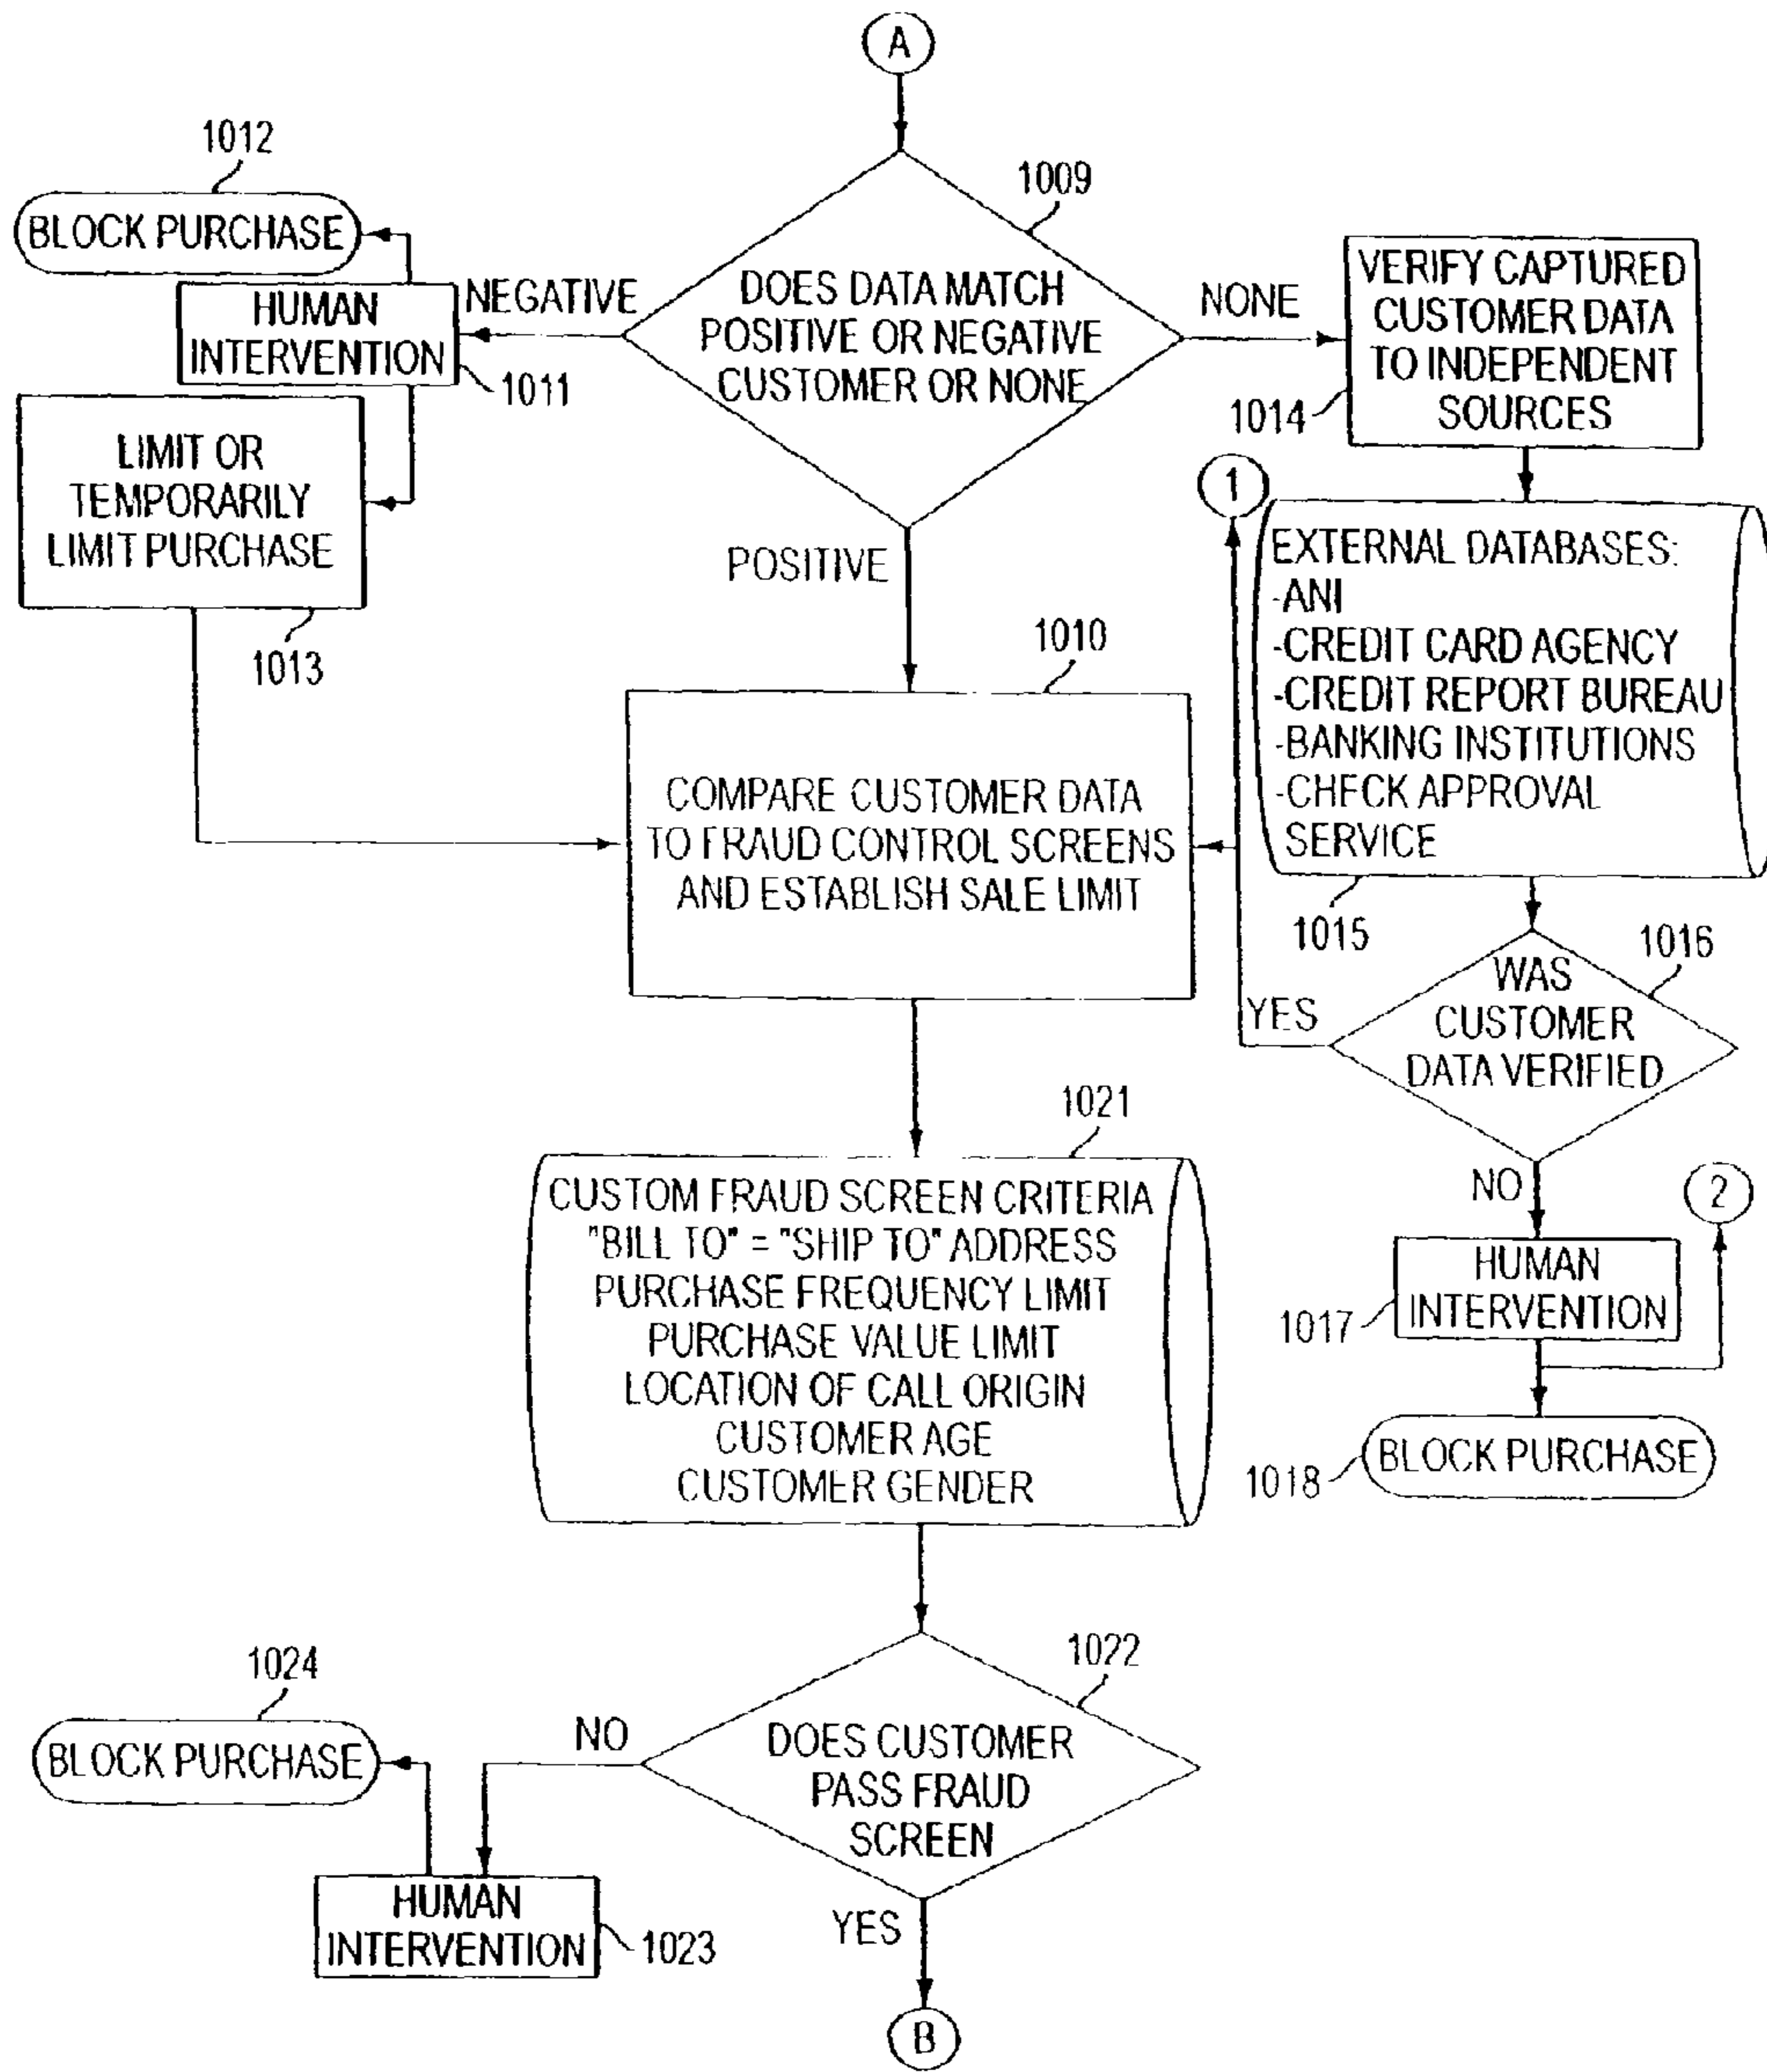 A
1012
1009
BLOCK PURCHASE
NEGATIVE
HUMAN
INTERVENTION
1011
DOES DATA MATCH
POSITIVE OR NEGATIVE
CUSTOMER OR NONE
NONE
VERIFY CAPTURED
CUSTOMER DATA
TO INDEPENDENT
SOURCES
1014
LIMIT OR
TEMPORARILY
LIMIT PURCHASE
1013
POSITIVE
1
EXTERNAL DATABASES:
-ANI
-CREDIT CARD AGENCY
-CREDIT REPORT BUREAU
-BANKING INSTITUTIONS
-CHECK APPROVAL
SERVICE
1015
1010
COMPARE CUSTOMER DATA
TO FRAUD CONTROL SCREENS
AND ESTABLISH SALE LIMIT
1016
WAS
CUSTOMER
DATA VERIFIED
YES
NO
2
HUMAN
INTERVENTION
1017
BLOCK PURCHASE
1018
1021
CUSTOM FRAUD SCREEN CRITERIA
"BILL TO" = "SHIP TO" ADDRESS
PURCHASE FREQUENCY LIMIT
PURCHASE VALUE LIMIT
LOCATION OF CALL ORIGIN
CUSTOMER AGE
CUSTOMER GENDER
1022
DOES CUSTOMER
PASS FRAUD
SCREEN
NO
1024
BLOCK PURCHASE
HUMAN
INTERVENTION
1023
YES
B